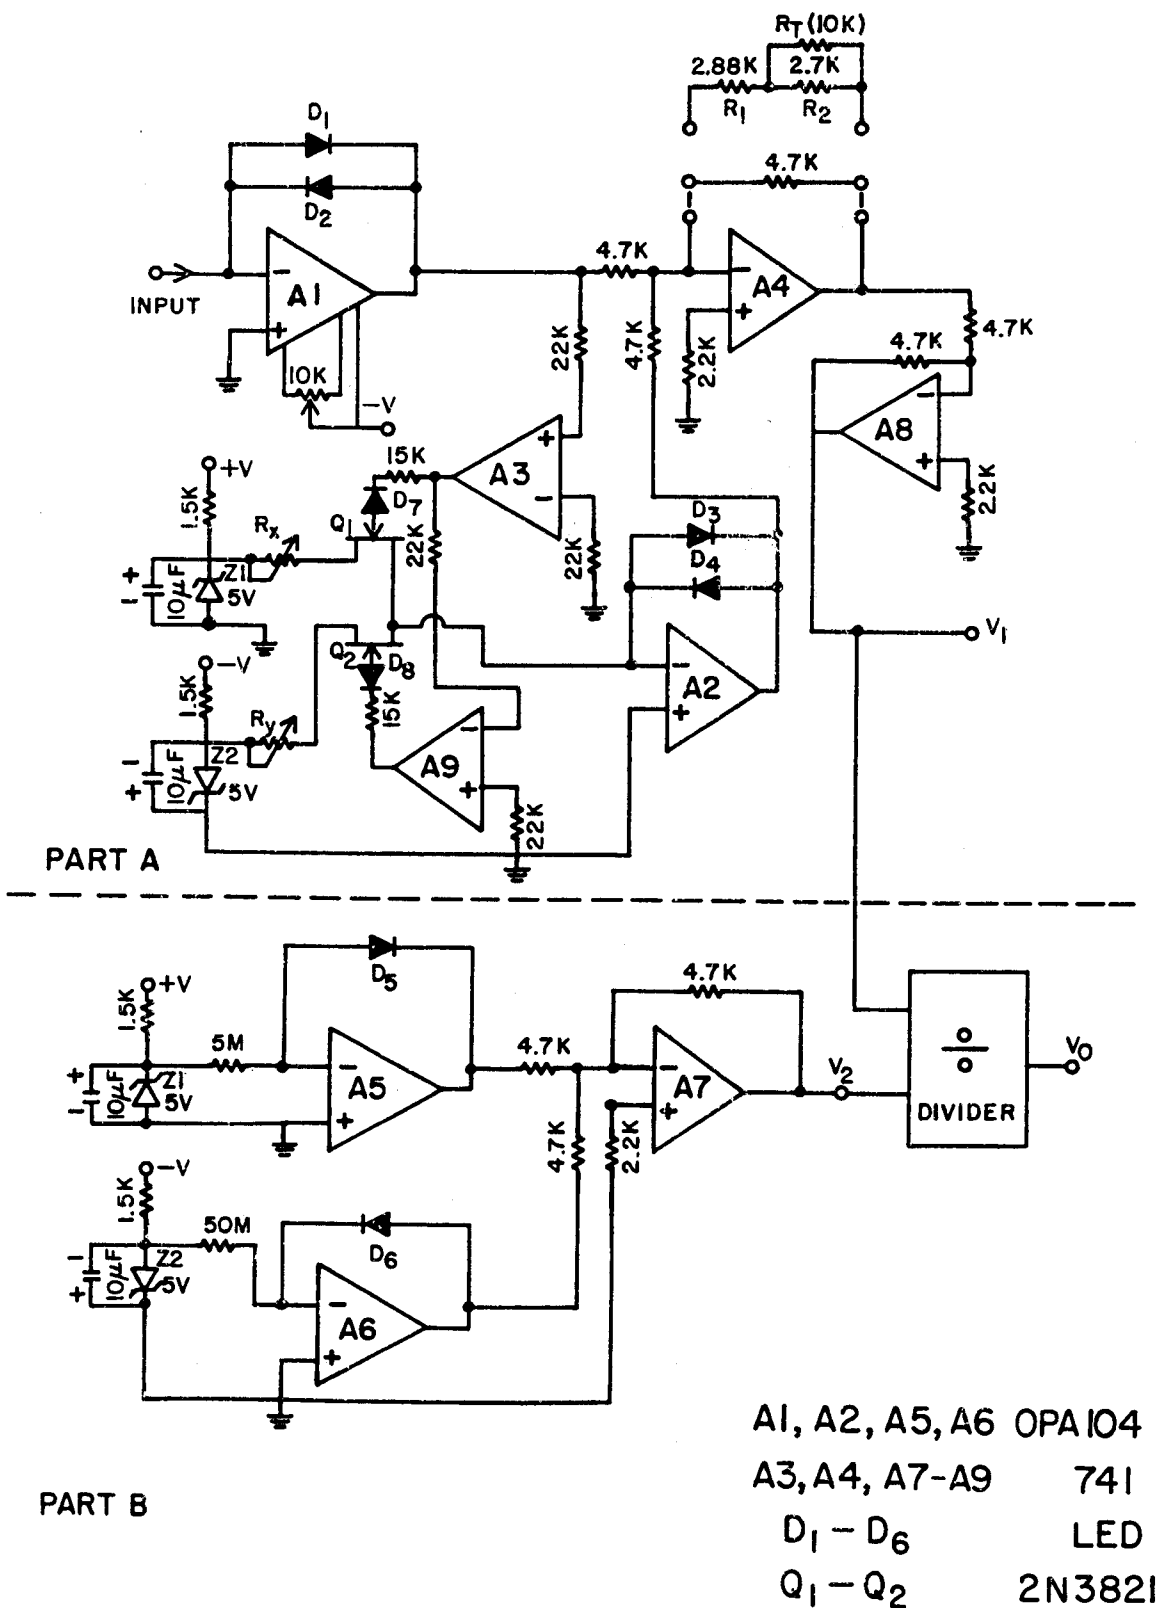 RT (10K)
2.88K
2.7K
R1
R2
D1
4.7K
D2
4.7K
INPUT
−
A1
+
−
A4
+
10K
−V
22K
4.7K
2.2K
4.7K
4.7K
−
A8
+
2.2K
+V
1.5K
15K
A3
+
−
D7
Q1
22K
22K
RX
+
−
10µF
Z1
5V
D3
D4
−V
1.5K
Q2
D8
15K
−
A2
+
V1
Ry
−
+
10µF
Z2
5V
−
A9
+
22K
PART A
D5
+V
1.5K
5M
4.7K
4.7K
+
−
10µF
Z1
5V
−
A5
+
−
A7
+
V2
÷
DIVIDER
VO
4.7K
2.2K
−V
1.5K
50M
D6
−
+
10µF
Z2
5V
−
A6
+
A1, A2, A5, A6 OPA104
A3, A4, A7-A9 741
PART B
D1 – D6 LED
Q1 – Q2 2N3821